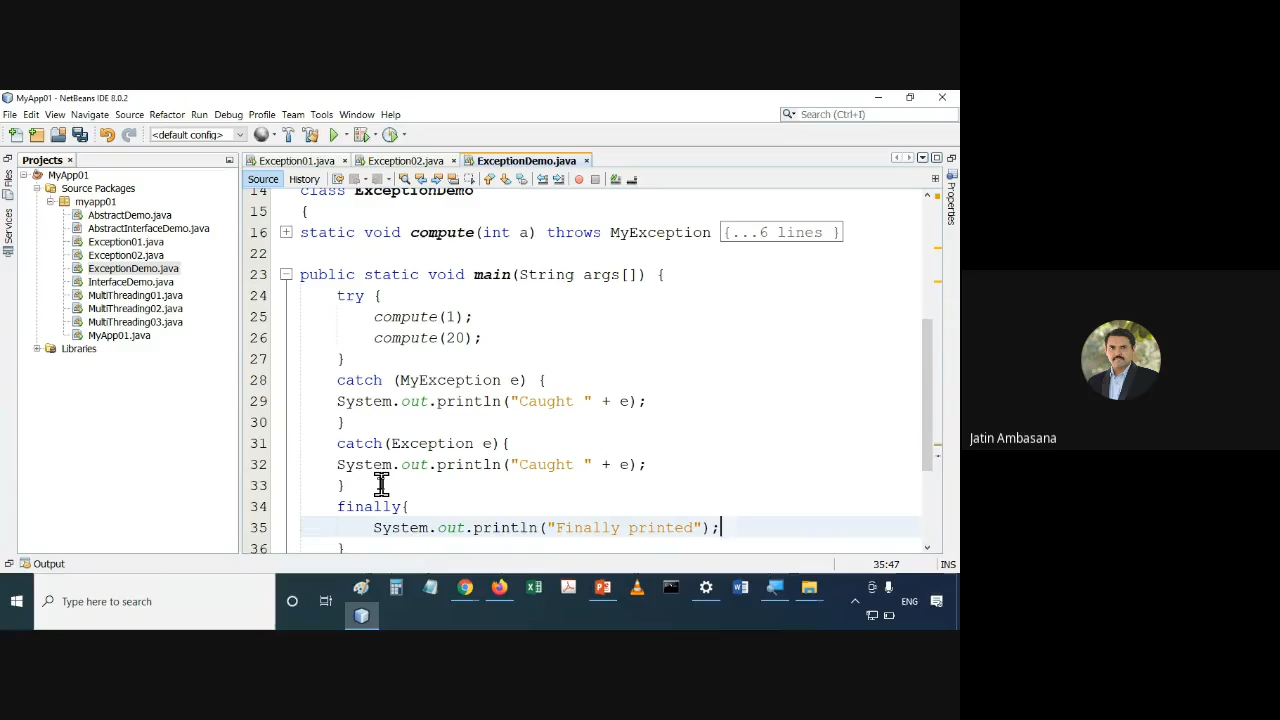 MyApp01 - NetBeans IDE 8.0.2
File Edit View Navigate Source Refactor Run Debug Profile Team Tools Window Help
Search (Ctrl+I)
<default config>
Projects
Exception01.java
Exception02.java
ExceptionDemo.java
MyApp01
Source Packages
myapp01
AbstractDemo.java
AbstractInterfaceDemo.java
Exception01.java
Exception02.java
ExceptionDemo.java
InterfaceDemo.java
MultiThreading01.java
MultiThreading02.java
MultiThreading03.java
MyApp01.java
Libraries
Files
Services
Source History
14 class ExceptionDemo
15 {
16 static void compute(int a) throws MyException {...6 lines }
22
23 public static void main(String args[]) {
24 try {
25 compute(1);
26 compute(20);
27 }
28 catch (MyException e) {
29 System.out.println("Caught " + e);
30 }
31 catch(Exception e){
32 System.out.println("Caught " + e);
33 }
34 finally{
35 System.out.println("Finally printed");
36 }
Properties
Output
35:47
INS
Type here to search
ENG
Jatin Ambasana